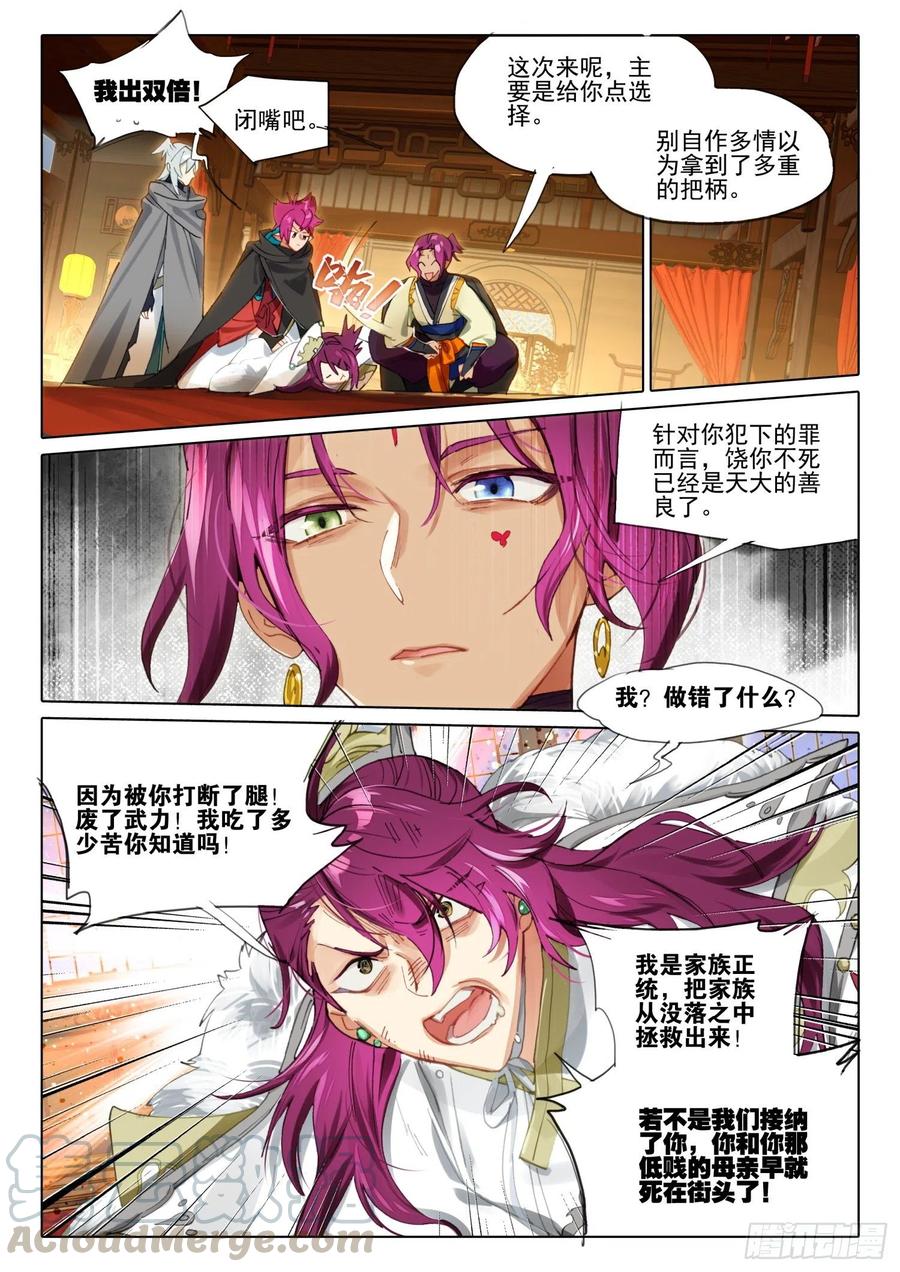 我出双倍！
闭嘴吧。
这次来呢，主
要是给你点选
择。
别自作多情以
为拿到了多重
的把柄。
嗨！
针对你犯下的罪
而言，饶你不死
已经是天大的善
良了。
我？做错了什么？
因为被你打断了腿！
废了武力！我吃了多
少苦你知道吗！
我是家族正
统，把家族
从没落之中
拯救出来！
若不是我们接纳
了你，你和你那
低贱的母亲早就
死在街头了！
AcloudMerge.com
腾讯动漫